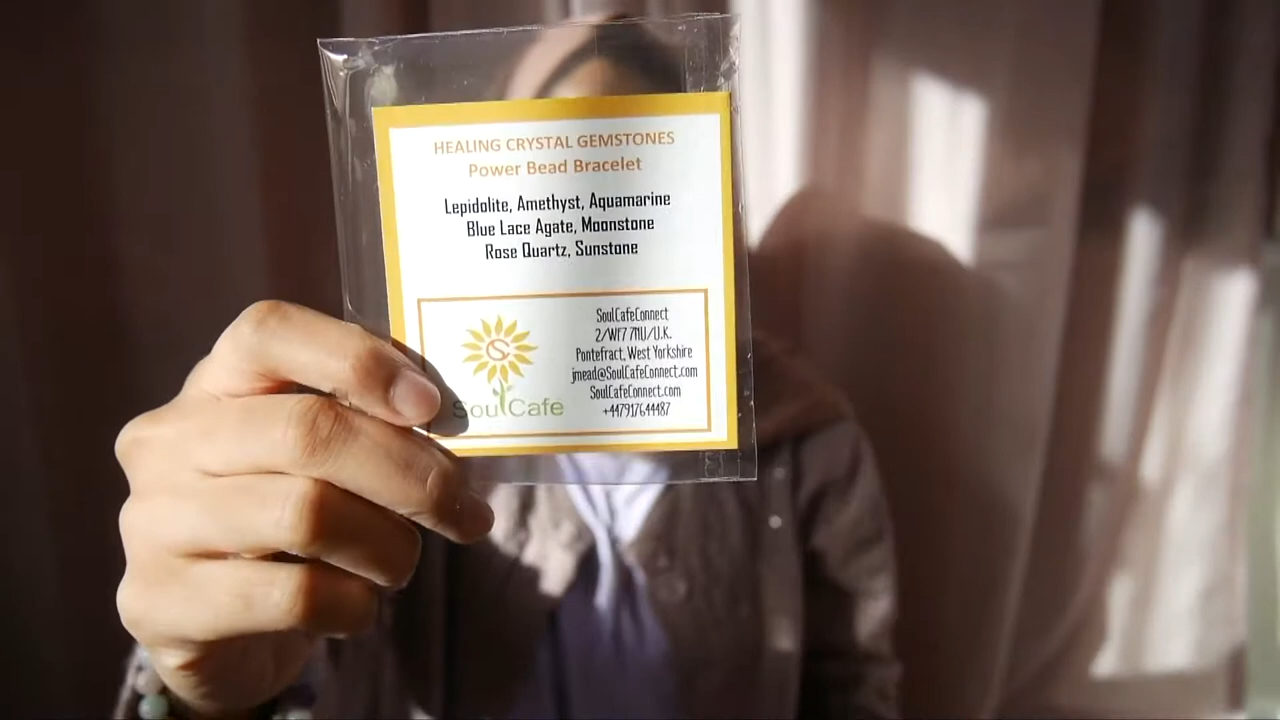 HEALING CRYSTAL GEMSTONES
Power Bead Bracelet
Lepidolite, Amethyst, Aquamarine
Blue Lace Agate, Moonstone
Rose Quartz, Sunstone
SoulCafe
SoulCafeConnect
2/WF7 7HU/U.K.
Pontefract, West Yorkshire
jmead@SoulCafeConnect.com
SoulCafeConnect.com
+447917644487